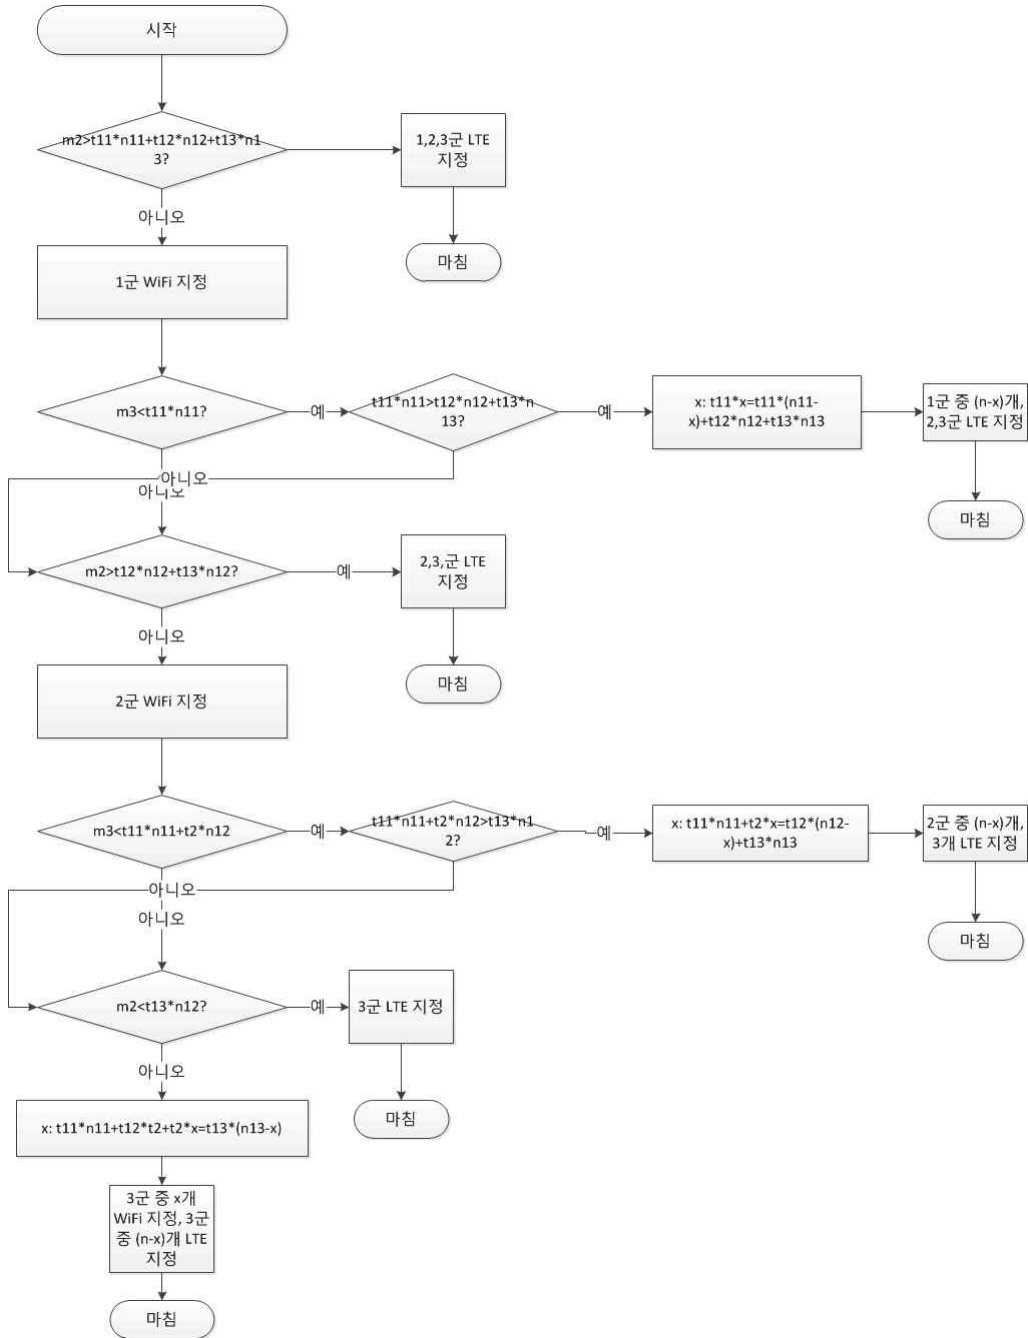 시작
m2>t11*n11+t12*n12+t13*n1
3?
1,2,3군 LTE
지정
아니오
마침
1군 WiFi 지정
m3<t11*n11?
예
t11*n11>t12*n12+t13*n
13?
예
x: t11*x=t11*(n11-
x)+t12*n12+t13*n13
1군 중 (n-x)개,
2,3군 LTE 지정
아니오
아니오
마침
m2>t12*n12+t13*n12?
예
2,3,군 LTE
지정
아니오
마침
2군 WiFi 지정
m3<t11*n11+t2*n12
예
t11*n11+t2*n12>t13*n1
2?
예
x: t11*n11+t2*x=t12*(n12-
x)+t13*n13
2군 중 (n-x)개,
3개 LTE 지정
아니오
아니오
마침
m2<t13*n12?
예
3군 LTE 지정
아니오
마침
x: t11*n11+t12*t2+t2*x=t13*(n13-x)
3군 중 x개
WiFi 지정, 3군
중 (n-x)개 LTE
지정
마침